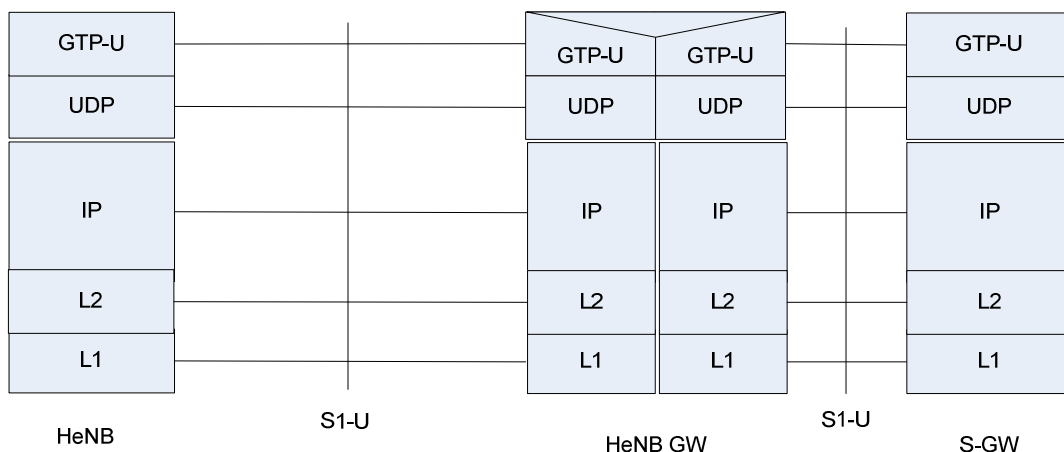 GTP-U GTP-U GTP-U GTP-U
UDP UDP UDP UDP
IP IP IP IP
L2 L2 L2 L2
L1 L1 L1 L1
S1-U S1-U
HeNB HeNB GW S-GW